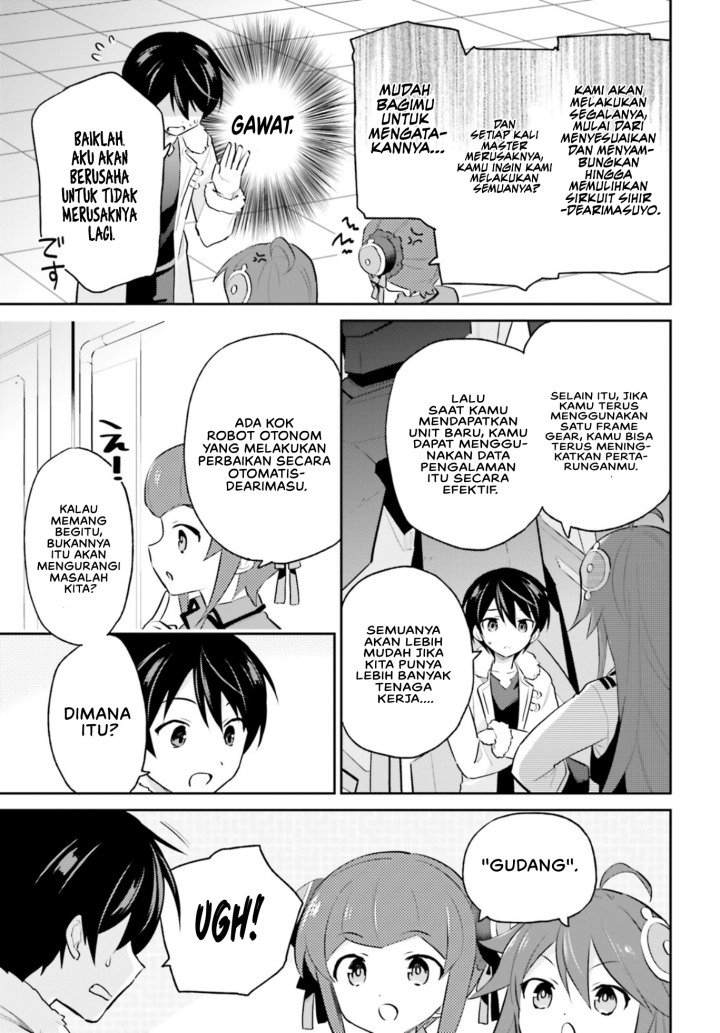 KAMI AKAN
MELAKUKAN
SEGALANYA,
MULAI DARI
MENYESUAIKAN
DAN MENYAM-
BUNGKAN
HINGGA
MEMULIHKAN
SIRKUIT SIHIR
-DEARIMASUYO.
DAN
SETIAP KALI
MASTER
MERUSAKNYA,
KAMU INGIN KAMI
MELAKUKAN
SEMUANYA?
MUDAH
BAGIMU
UNTUK
MENGATA-
KANNYA...
GAWAT.
BAIKLAH.
AKU AKAN
BERUSAHA
UNTUK TIDAK
MERUSAKNYA
LAGI.
です
SELAIN ITU, JIKA
KAMU TERUS
MENGGUNAKAN
SATU FRAME
GEAR, KAMU BISA
TERUS MENING-
KATKAN PERTA-
RUNGANMU.
LALU
SAAT KAMU
MENDAPATKAN
UNIT BARU, KAMU
DAPAT MENGGU-
NAKAN DATA
PENGALAMAN
ITU SECARA
EFEKTIF.
SEMUANYA
AKAN LEBIH
MUDAH JIKA
KITA PUNYA
LEBIH BANYAK
TENAGA
KERJA....
ADA KOK
ROBOT OTONOM
YANG MELAKUKAN
PERBAIKAN SECARA
OTOMATIS-
DEARIMASU.
え!
KALAU
MEMANG
BEGITU,
BUKANNYA
ITU AKAN
MENGURANGI
MASALAH
KITA?
DIMANA
ITU?
"GUDANG".
UGH!